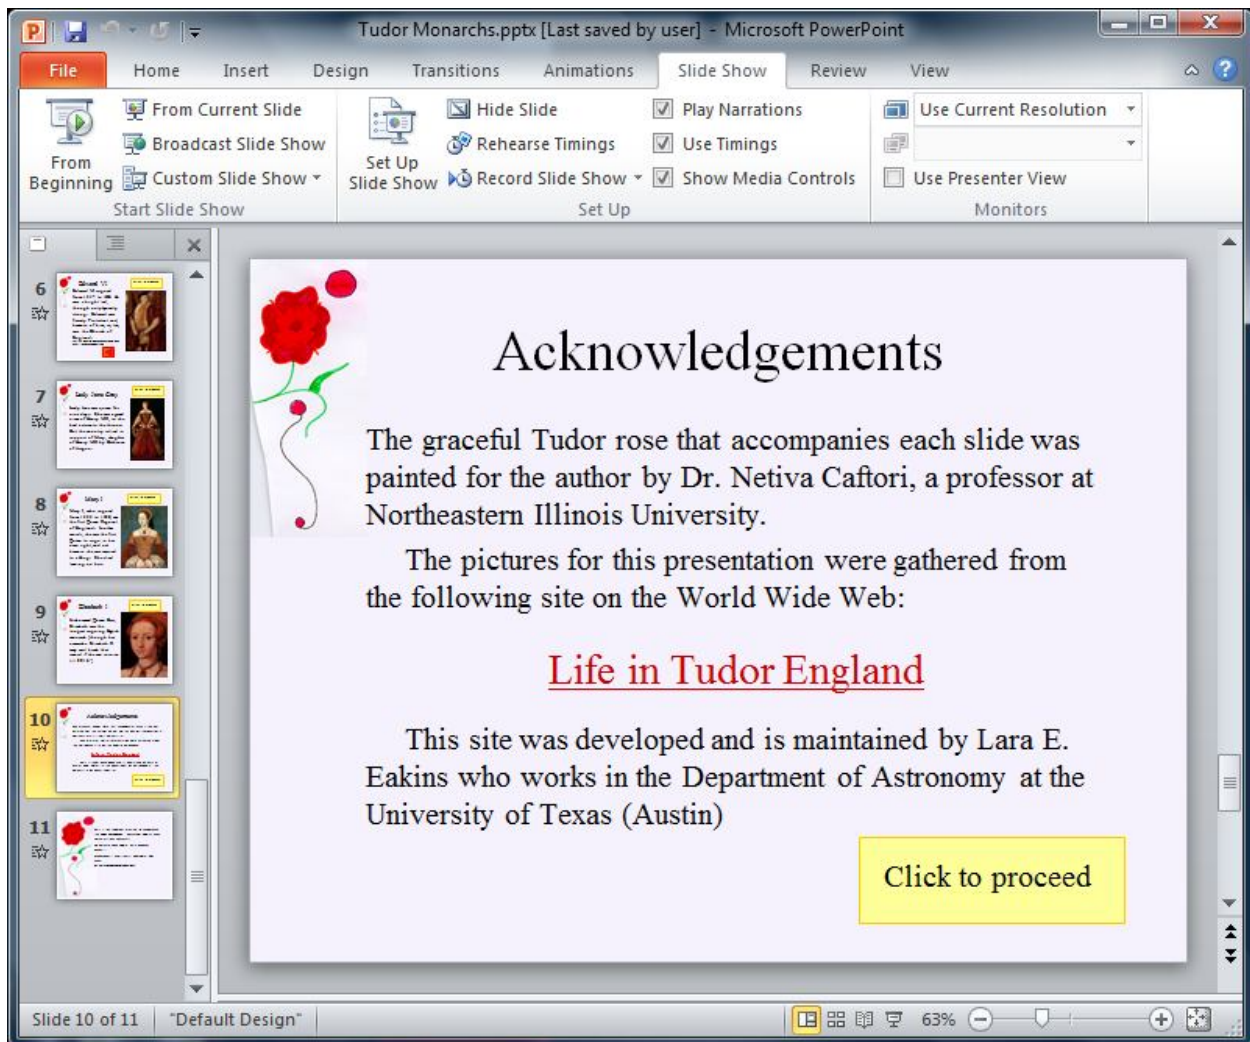 Tudor Monarchs.pptx [Last saved by user] - Microsoft PowerPoint
File Home Insert Design Transitions Animations Slide Show Review View
From Beginning
From Current Slide
Broadcast Slide Show
Custom Slide Show
Start Slide Show
Set Up Slide Show
Hide Slide
Rehearse Timings
Record Slide Show
Play Narrations
Use Timings
Show Media Controls
Set Up
Use Current Resolution
Use Presenter View
Monitors
6
7
Lady Jane Grey
8
Mary I
9
Elizabeth I
10
Acknowledgements
11
Acknowledgements
The graceful Tudor rose that accompanies each slide was
painted for the author by Dr. Netiva Caftori, a professor at
Northeastern Illinois University.
The pictures for this presentation were gathered from
the following site on the World Wide Web:
Life in Tudor England
This site was developed and is maintained by Lara E.
Eakins who works in the Department of Astronomy at the
University of Texas (Austin)
Click to proceed
Slide 10 of 11 "Default Design" 63%